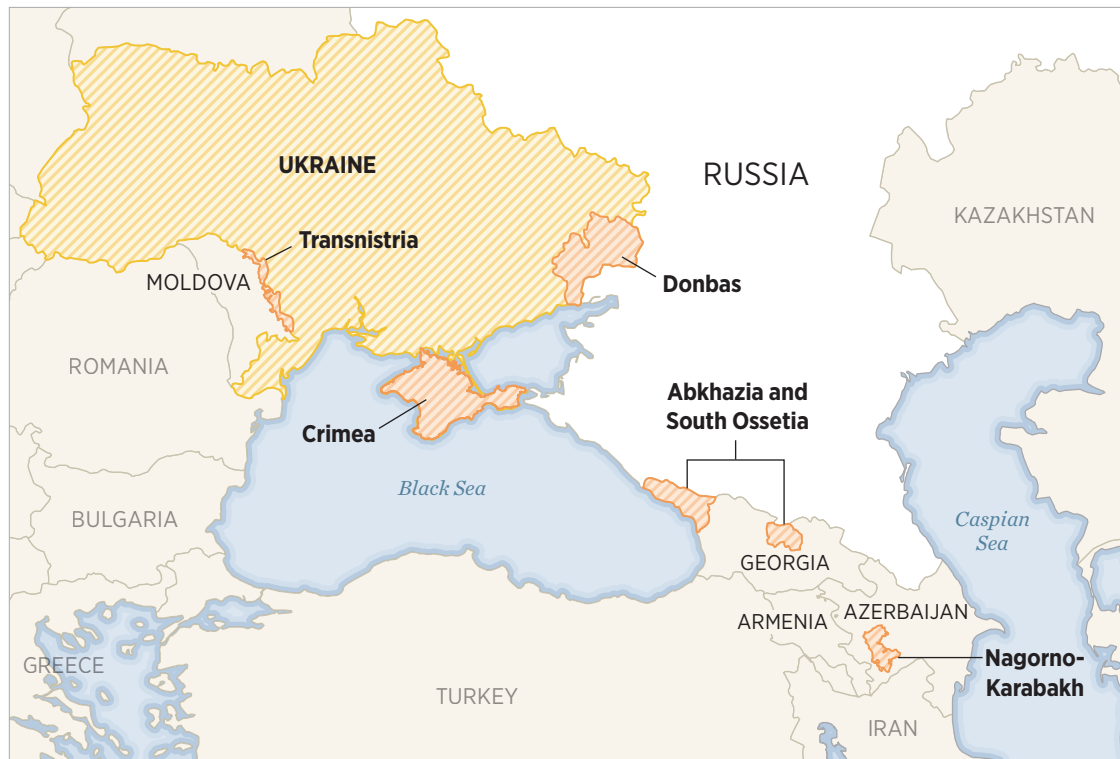 UKRAINE
RUSSIA
KAZAKHSTAN
Transnistria
MOLDOVA
Donbas
ROMANIA
Abkhazia and
South Ossetia
Crimea
Black Sea
BULGARIA
Caspian
Sea
GEORGIA
ARMENIA
AZERBAIJAN
GREECE
Nagorno-
Karabakh
TURKEY
IRAN